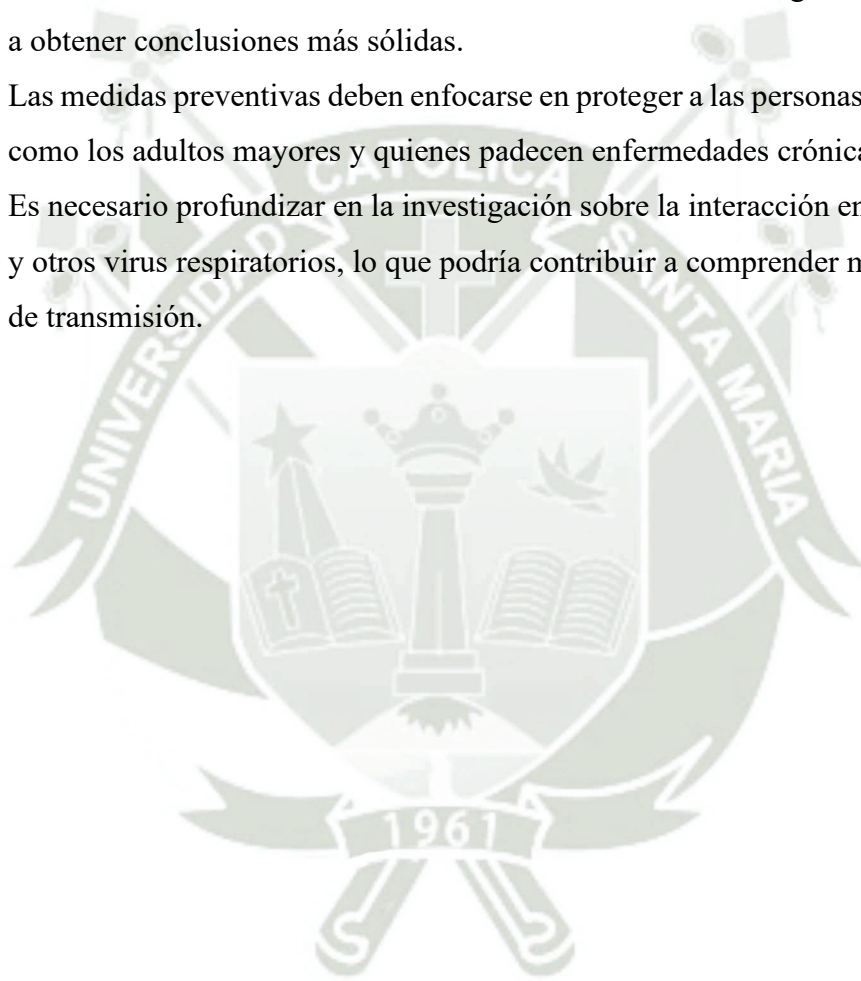 a obtener conclusiones más sólidas.
Las medidas preventivas deben enfocarse en proteger a las personas
como los adultos mayores y quienes padecen enfermedades
Es necesario profundizar en la investigación sobre la interacción
y otros virus respiratorios, lo que podría contribuir a comprender
de transmisión.
UNIVERSIDAD CATOLICA SANTA MARIA
1961